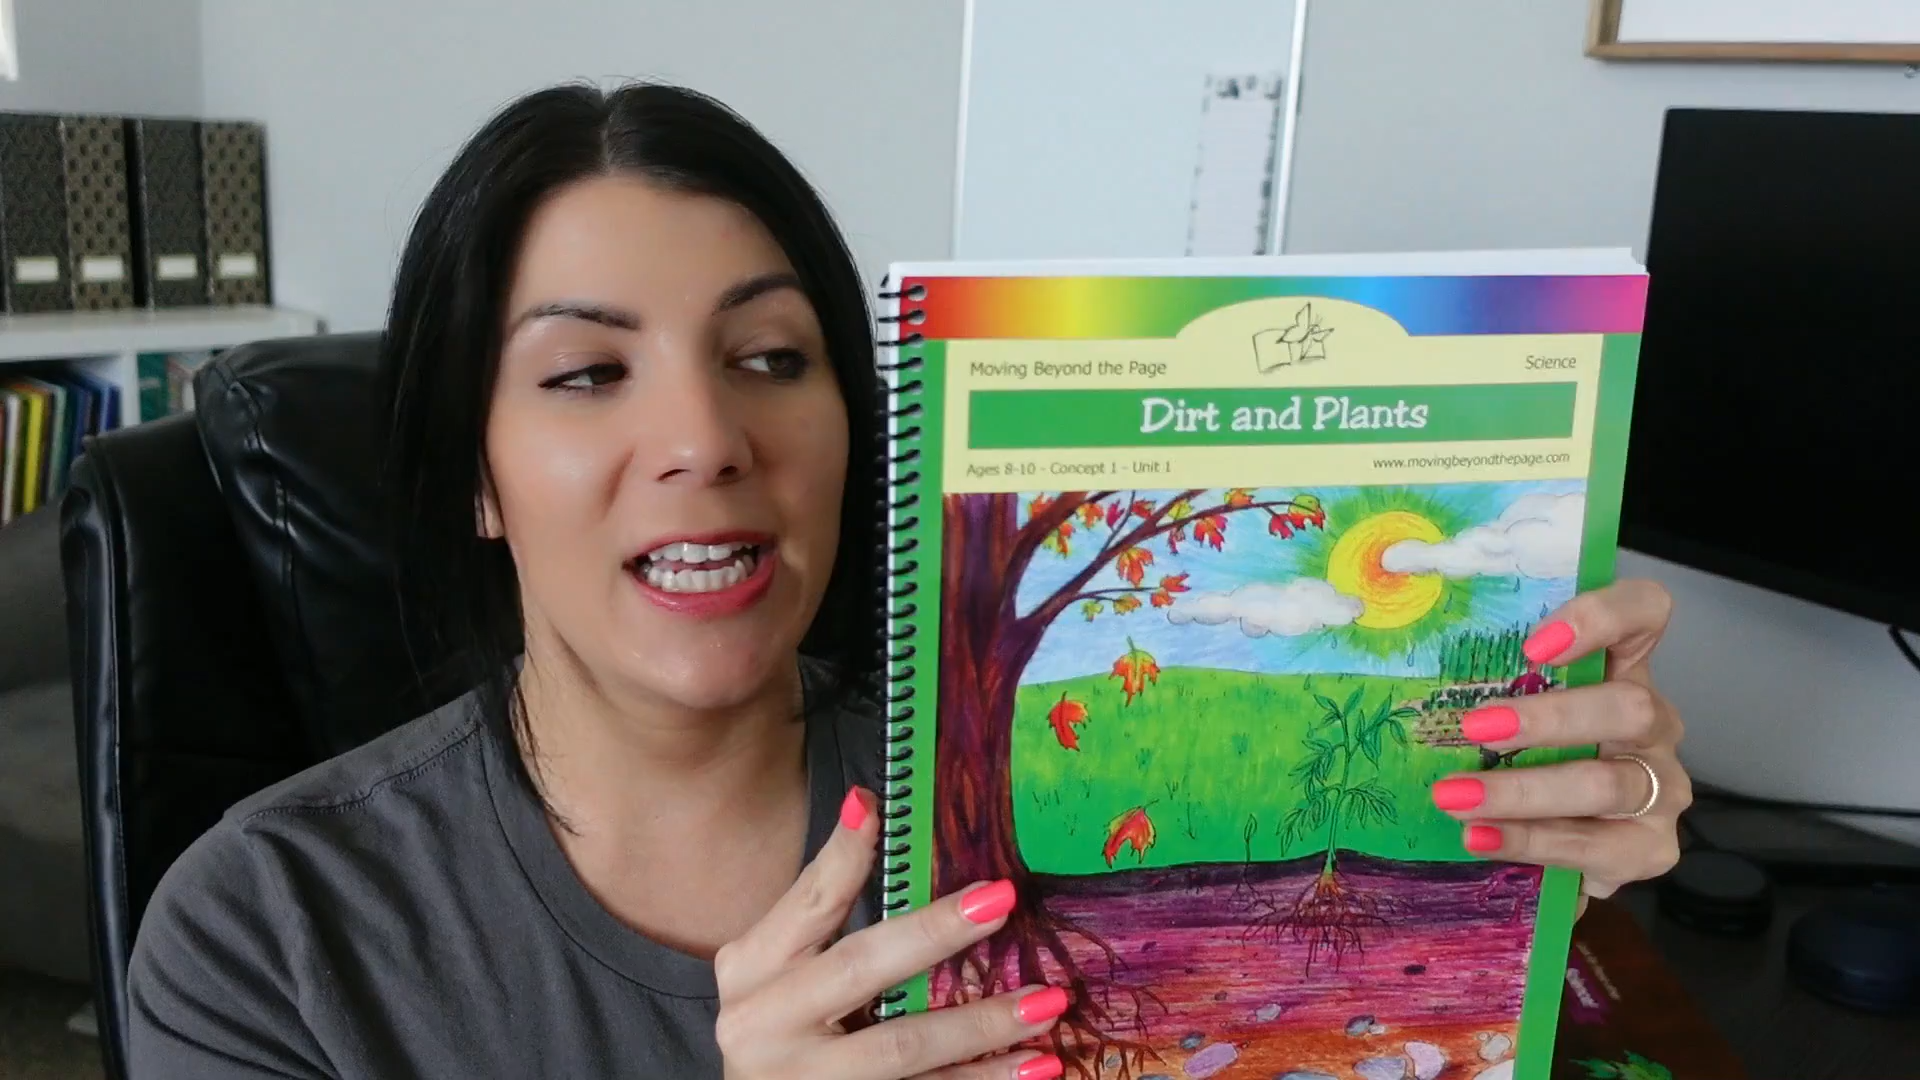 Moving Beyond the Page
Science
Dirt and Plants
Ages 8-10 - Concept 1 - Unit 1
www.movingbeyondthepage.com